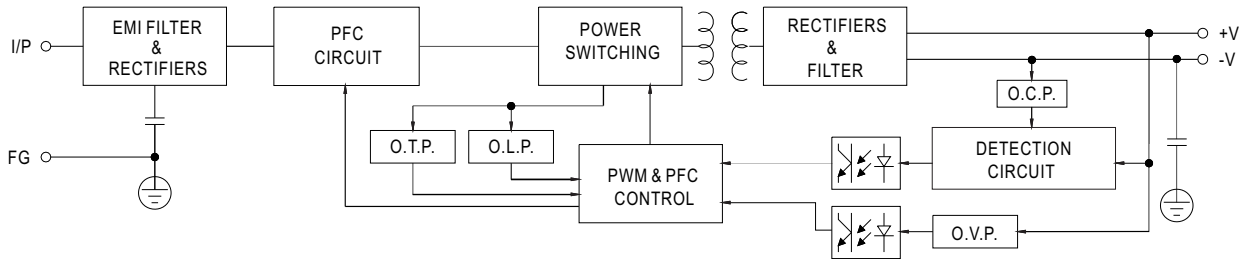 I/P
EMI FILTER
&
RECTIFIERS
PFC
CIRCUIT
POWER
SWITCHING
RECTIFIERS
&
FILTER
+V
-V
O.C.P.
FG
O.T.P.
O.L.P.
PWM & PFC
CONTROL
DETECTION
CIRCUIT
O.V.P.